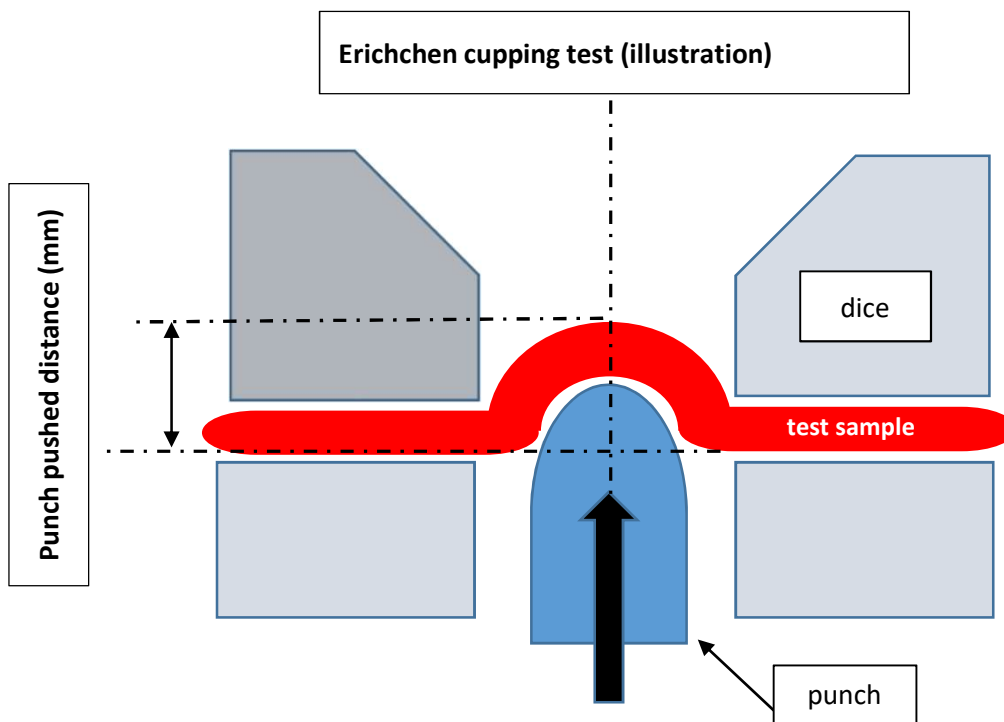 Erichchen cupping test (illustration)
Punch pushed distance (mm)
dice
test sample
punch